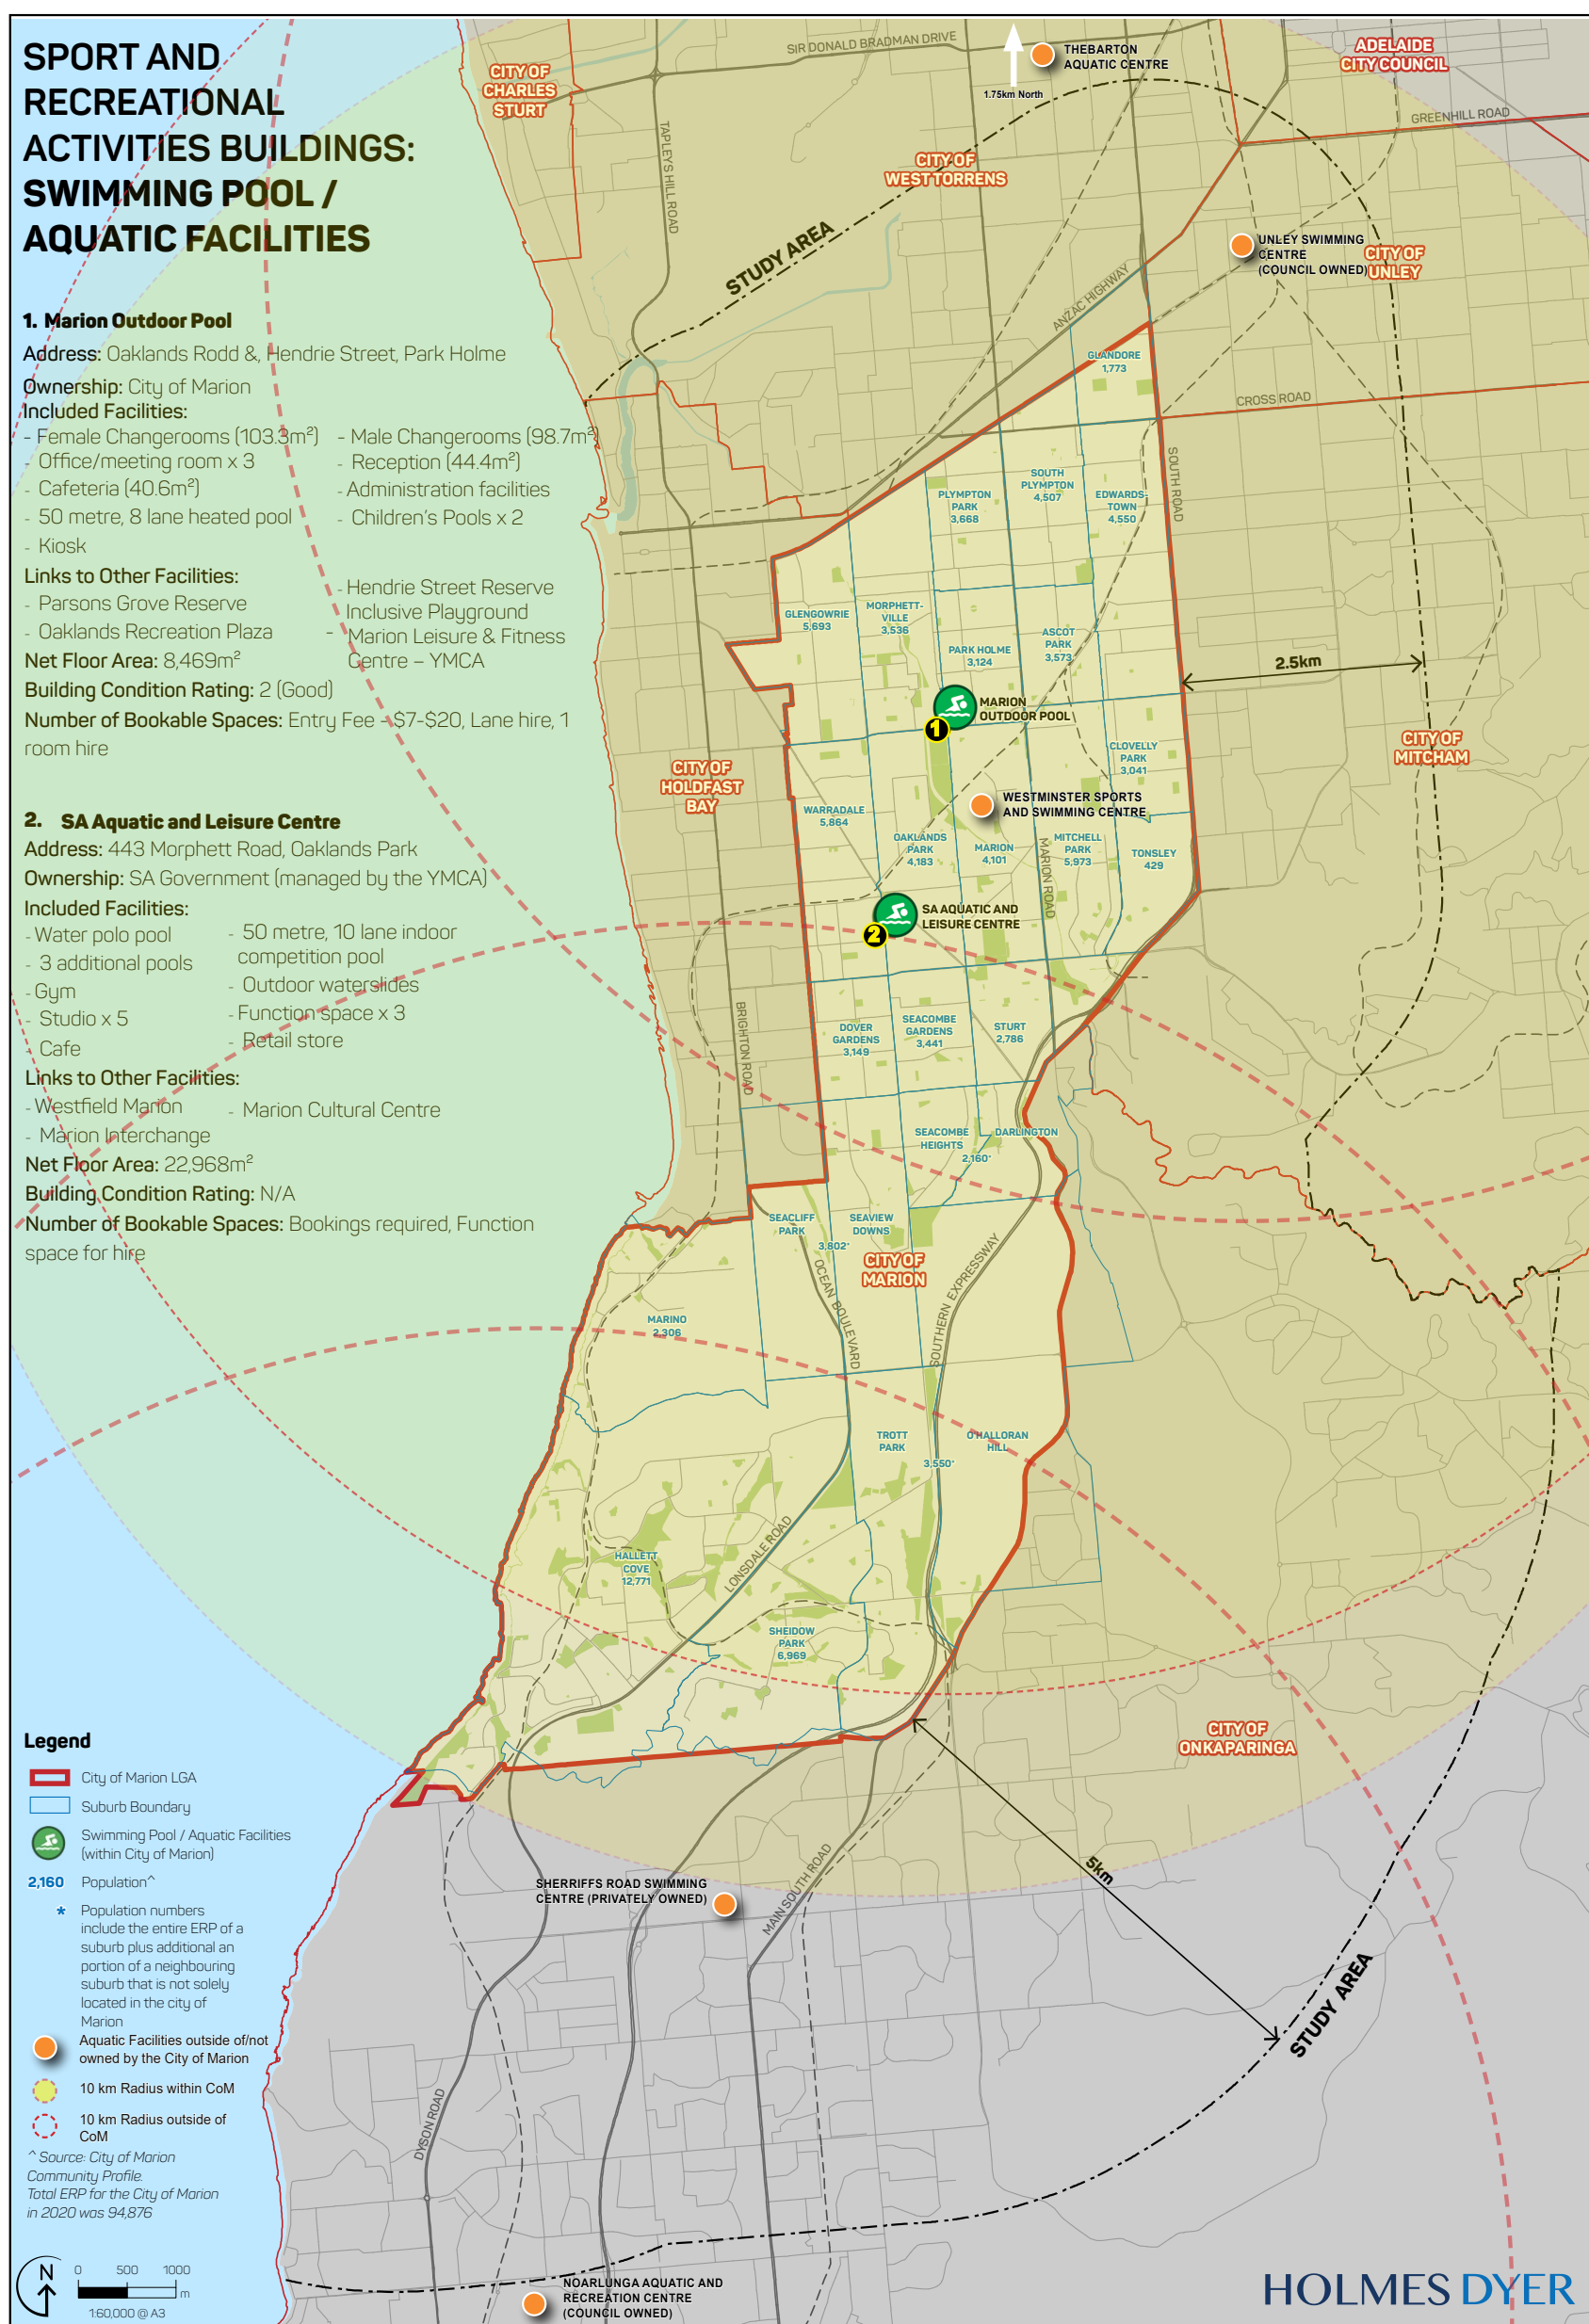 SPORT AND
RECREATIONAL
ACTIVITIES BUILDINGS:
SWIMMING POOL /
AQUATIC FACILITIES
1. Marion Outdoor Pool
Address: Oaklands Rodd &, Hendrie Street, Park Holme
Ownership: City of Marion
Included Facilities:
- Female Changerooms (103.3m²)
- Male Changerooms (98.7m²)
- Office/meeting room x 3
- Reception (44.4m²)
- Cafeteria (40.6m²)
- Administration facilities
- 50 metre, 8 lane heated pool
- Children's Pools x 2
- Kiosk
Links to Other Facilities:
- Parsons Grove Reserve
- Oaklands Recreation Plaza
- Hendrie Street Reserve
Inclusive Playground
- Marion Leisure & Fitness
Centre – YMCA
Net Floor Area: 8,469m²
Building Condition Rating: 2 (Good)
Number of Bookable Spaces: Entry Fee - $7-$20, Lane hire, 1
room hire
2. SA Aquatic and Leisure Centre
Address: 443 Morphett Road, Oaklands Park
Ownership: SA Government (managed by the YMCA)
Included Facilities:
- Water polo pool
- 3 additional pools
- Gym
- Studio x 5
- Cafe
- 50 metre, 10 lane indoor
competition pool
- Outdoor waterslides
- Function space x 3
- Retail store
Links to Other Facilities:
- Westfield Marion
- Marion Cultural Centre
- Marion Interchange
Net Floor Area: 22,968m²
Building Condition Rating: N/A
Number of Bookable Spaces: Bookings required, Function
space for hire
Legend
City of Marion LGA
Suburb Boundary
Swimming Pool / Aquatic Facilities
(within City of Marion)
2,160 Population^
* Population numbers
include the entire ERP of a
suburb plus additional an
portion of a neighbouring
suburb that is not solely
located in the city of
Marion
Aquatic Facilities outside of/not
owned by the City of Marion
10 km Radius within CoM
10 km Radius outside of
CoM
^ Source: City of Marion
Community Profile.
Total ERP for the City of Marion
in 2020 was 94,876
N
0 500 1000
m
1:60,000 @ A3
CITY OF
CHARLES
STURT
SIR DONALD BRADMAN DRIVE
TAPLEYS HILL ROAD
1.75km North
THEBARTON
AQUATIC CENTRE
ADELAIDE
CITY COUNCIL
GREENHILL ROAD
CITY OF
WEST TORRENS
STUDY AREA
UNLEY SWIMMING
CENTRE
(COUNCIL OWNED)
CITY OF
UNLEY
ANZAC HIGHWAY
GLANDORE
1,773
CROSS ROAD
SOUTH ROAD
PLYMPTON
PARK
3,668
SOUTH
PLYMPTON
4,507
EDWARDS-
TOWN
4,550
GLENGOWRIE
5,693
MORPHETT-
VILLE
3,536
PARK HOLME
3,124
ASCOT
PARK
3,573
2.5km
MARION
OUTDOOR POOL
1
CLOVELLY
PARK
3,041
CITY OF
MITCHAM
CITY OF
HOLDFAST
BAY
WARRADALE
5,864
WESTMINSTER SPORTS
AND SWIMMING CENTRE
OAKLANDS
PARK
4,183
MARION
4,101
MARION ROAD
MITCHELL
PARK
5,973
TONSLEY
429
SA AQUATIC AND
LEISURE CENTRE
2
BRIGHTON ROAD
DOVER
GARDENS
3,149
SEACOMBE
GARDENS
3,441
STURT
2,786
SEACOMBE
HEIGHTS
DARLINGTON
2,160*
SEACLIFF
PARK
SEAVIEW
DOWNS
3,802*
CITY OF
MARION
OCEAN BOULEVARD
SOUTHERN EXPRESSWAY
MARINO
2,306
TROTT
PARK
O'HALLORAN
HILL
3,550*
HALLETT
COVE
12,771
LONSDALE ROAD
SHEIDOW
PARK
6,969
CITY OF
ONKAPARINGA
5km
SHERRIFFS ROAD SWIMMING
CENTRE (PRIVATELY OWNED)
MAIN SOUTH ROAD
STUDY AREA
DYSON ROAD
NOARLUNGA AQUATIC AND
RECREATION CENTRE
(COUNCIL OWNED)
HOLMES DYER